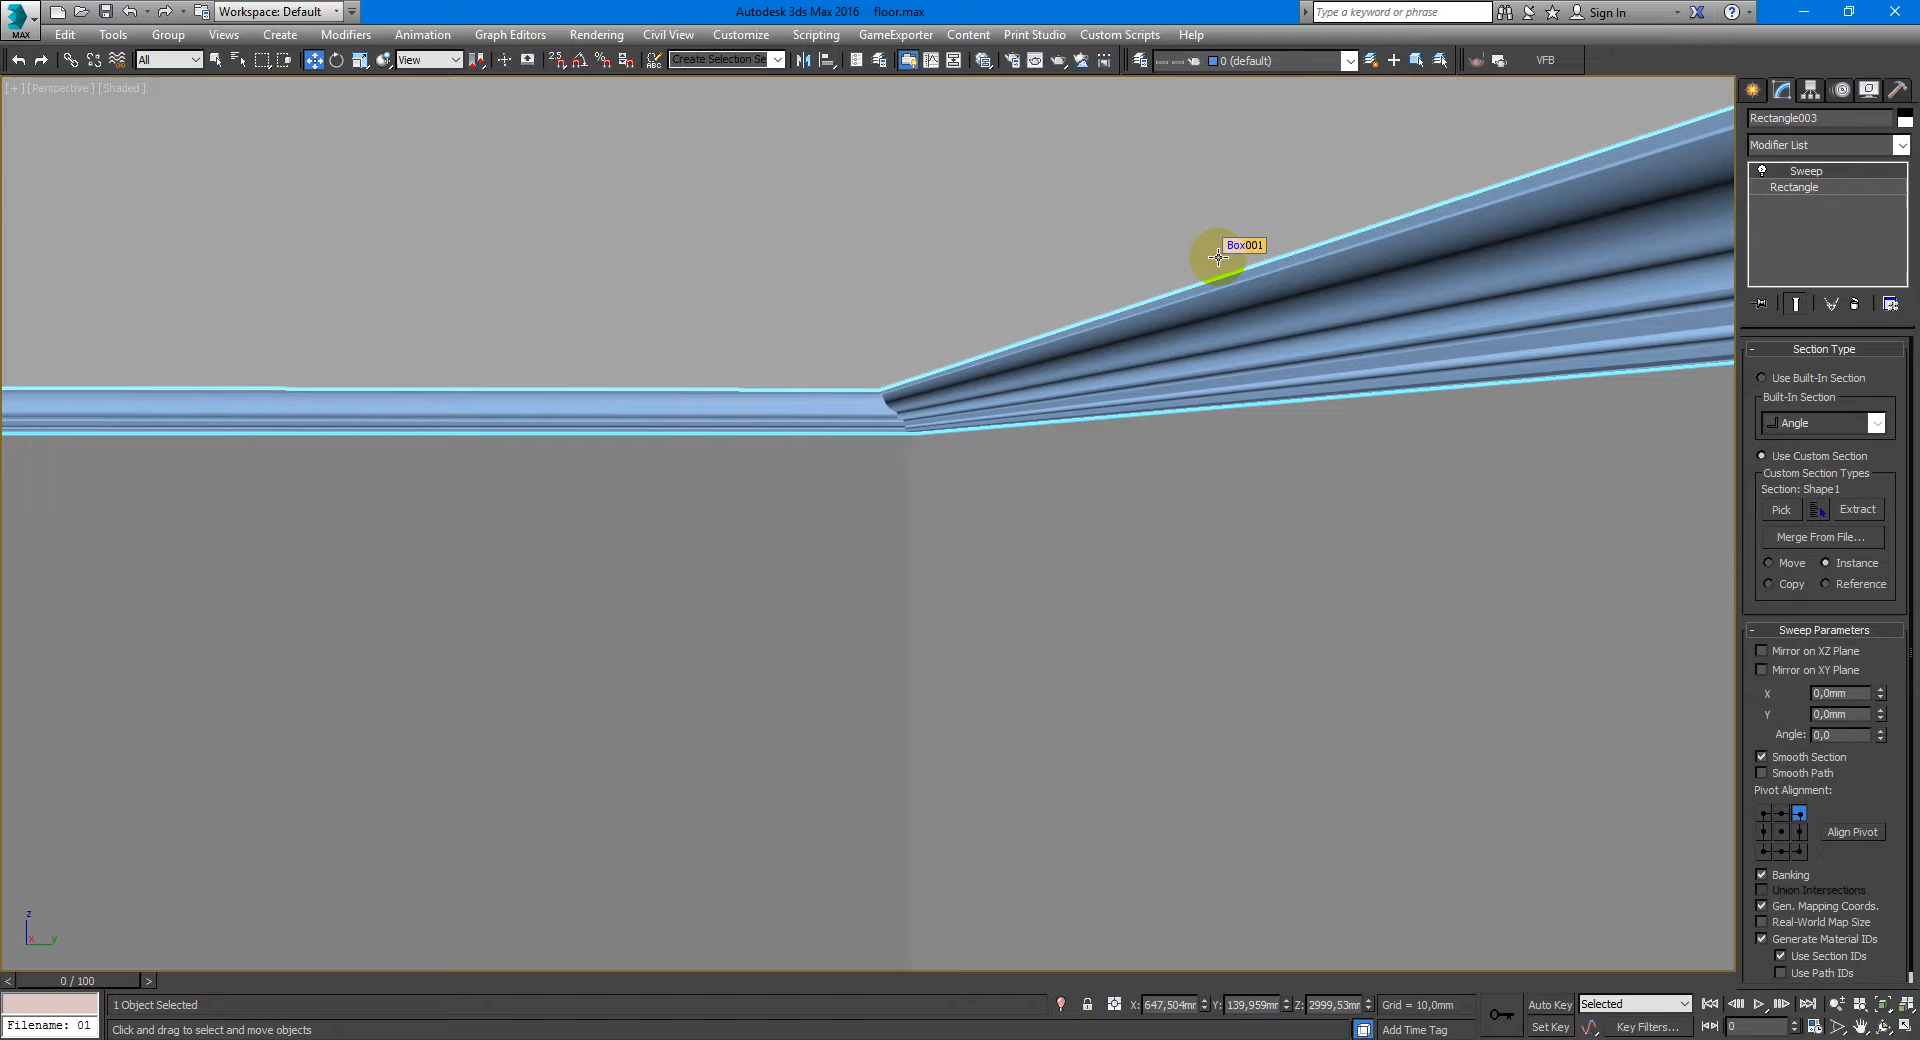 Workspace: Default
Autodesk 3ds Max 2016 floor.max
Type a keyword or phrase
Sign In
MAX
Edit Tools Group Views Create Modifiers Animation Graph Editors Rendering Civil View Customize Scripting GameExporter Content Print Studio Custom Scripts Help
All
View
Create Selection Se
0 (default)
VFB
[+] [Perspective] [Shaded]
Box001
Rectangle003
Modifier List
Sweep
Rectangle
- Section Type
Use Built-In Section
Built-In Section
Angle
Use Custom Section
Custom Section Types
Section: Shape1
Pick Extract
Merge From File...
Move Instance
Copy Reference
- Sweep Parameters
Mirror on XZ Plane
Mirror on XY Plane
X 0,0mm
Y 0,0mm
Angle: 0,0
Smooth Section
Smooth Path
Pivot Alignment:
Align Pivot
Banking
Union Intersections
Gen. Mapping Coords.
Real-World Map Size
Generate Material IDs
Use Section IDs
Use Path IDs
z
x y
< 0 / 100 >
1 Object Selected
X: 647,504mm Y: 139,959mm Z: 2999,53mm Grid = 10,0mm
Auto Key Selected
Filename: 01
Click and drag to select and move objects
Add Time Tag
Set Key Key Filters... 0